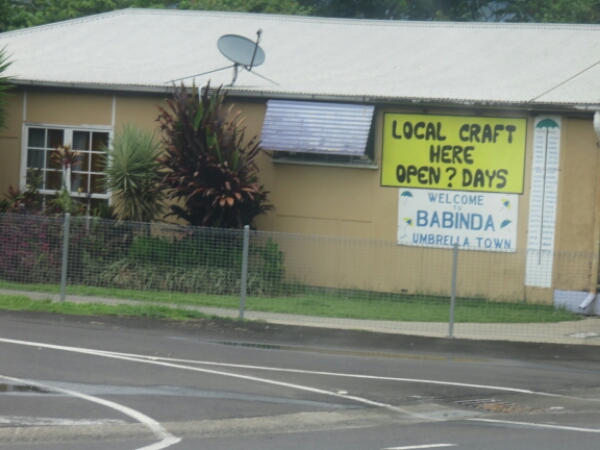 LOCAL CRAFT
HERE
OPEN ? DAYS
WELCOME
TO
BABINDA
UMBRELLA TOWN